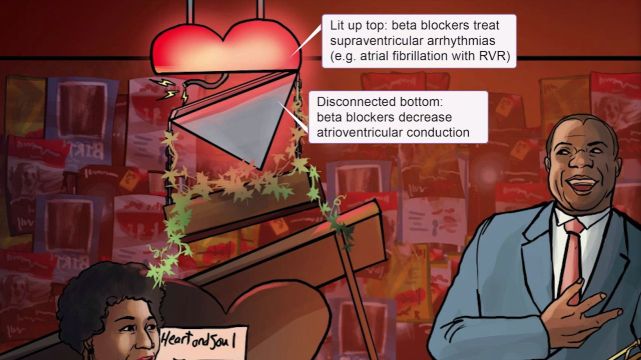 Lit up top: beta blockers treat
supraventricular arrhythmias
(e.g. atrial fibrillation with RVR)
Disconnected bottom:
beta blockers decrease
atrioventricular conduction
Heart and Soul